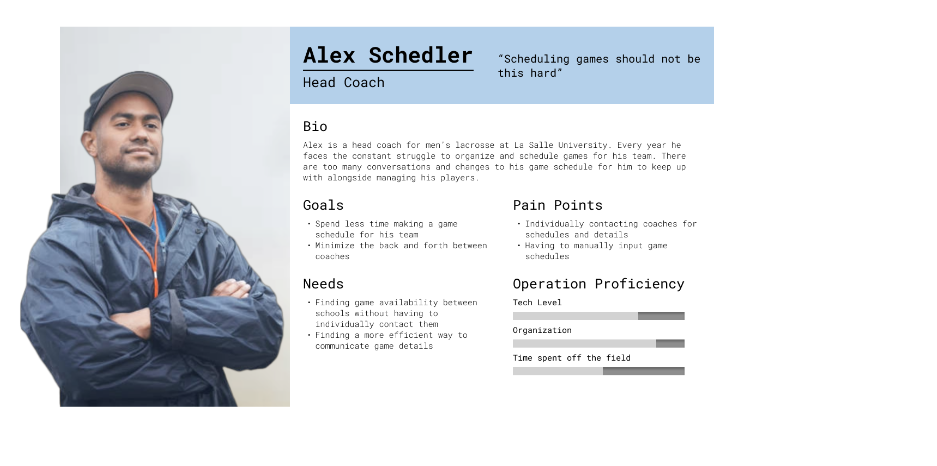 Alex Schedler
Head Coach
“Scheduling games should not be
this hard”
Bio
Alex is a head coach for men's lacrosse at La Salle University. Every year he
faces the constant struggle to organize and schedule games for his team. There
are too many conversations and changes to his game schedule for him to keep up
with alongside managing his players.
Goals
• Spend less time making a game
schedule for his team
• Minimize the back and forth between
coaches
Pain Points
• Individually contacting coaches for
schedules and details
• Having to manually input game
schedules
Needs
• Finding game availability between
schools without having to
individually contact them
• Finding a more efficient way to
communicate game details
Operation Proficiency
Tech Level
Organization
Time spent off the field